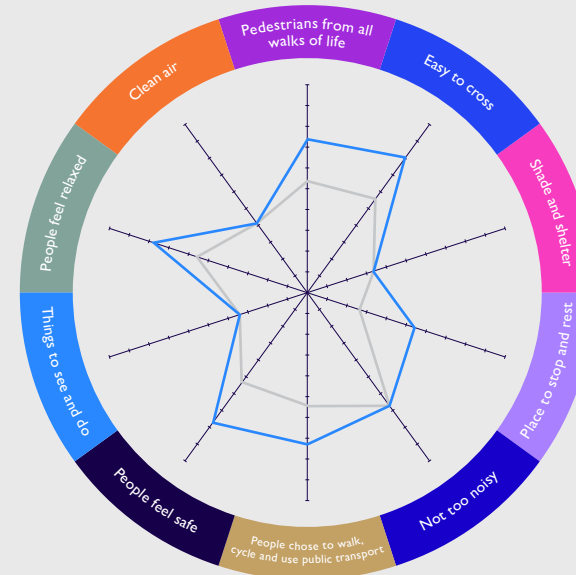 Pedestrians from all
walks of life
Easy to cross
Shade and shelter
Place to stop and rest
Not too noisy
People chose to walk,
cycle and use public transport
People feel safe
Things to see and do
People feel relaxed
Clean air